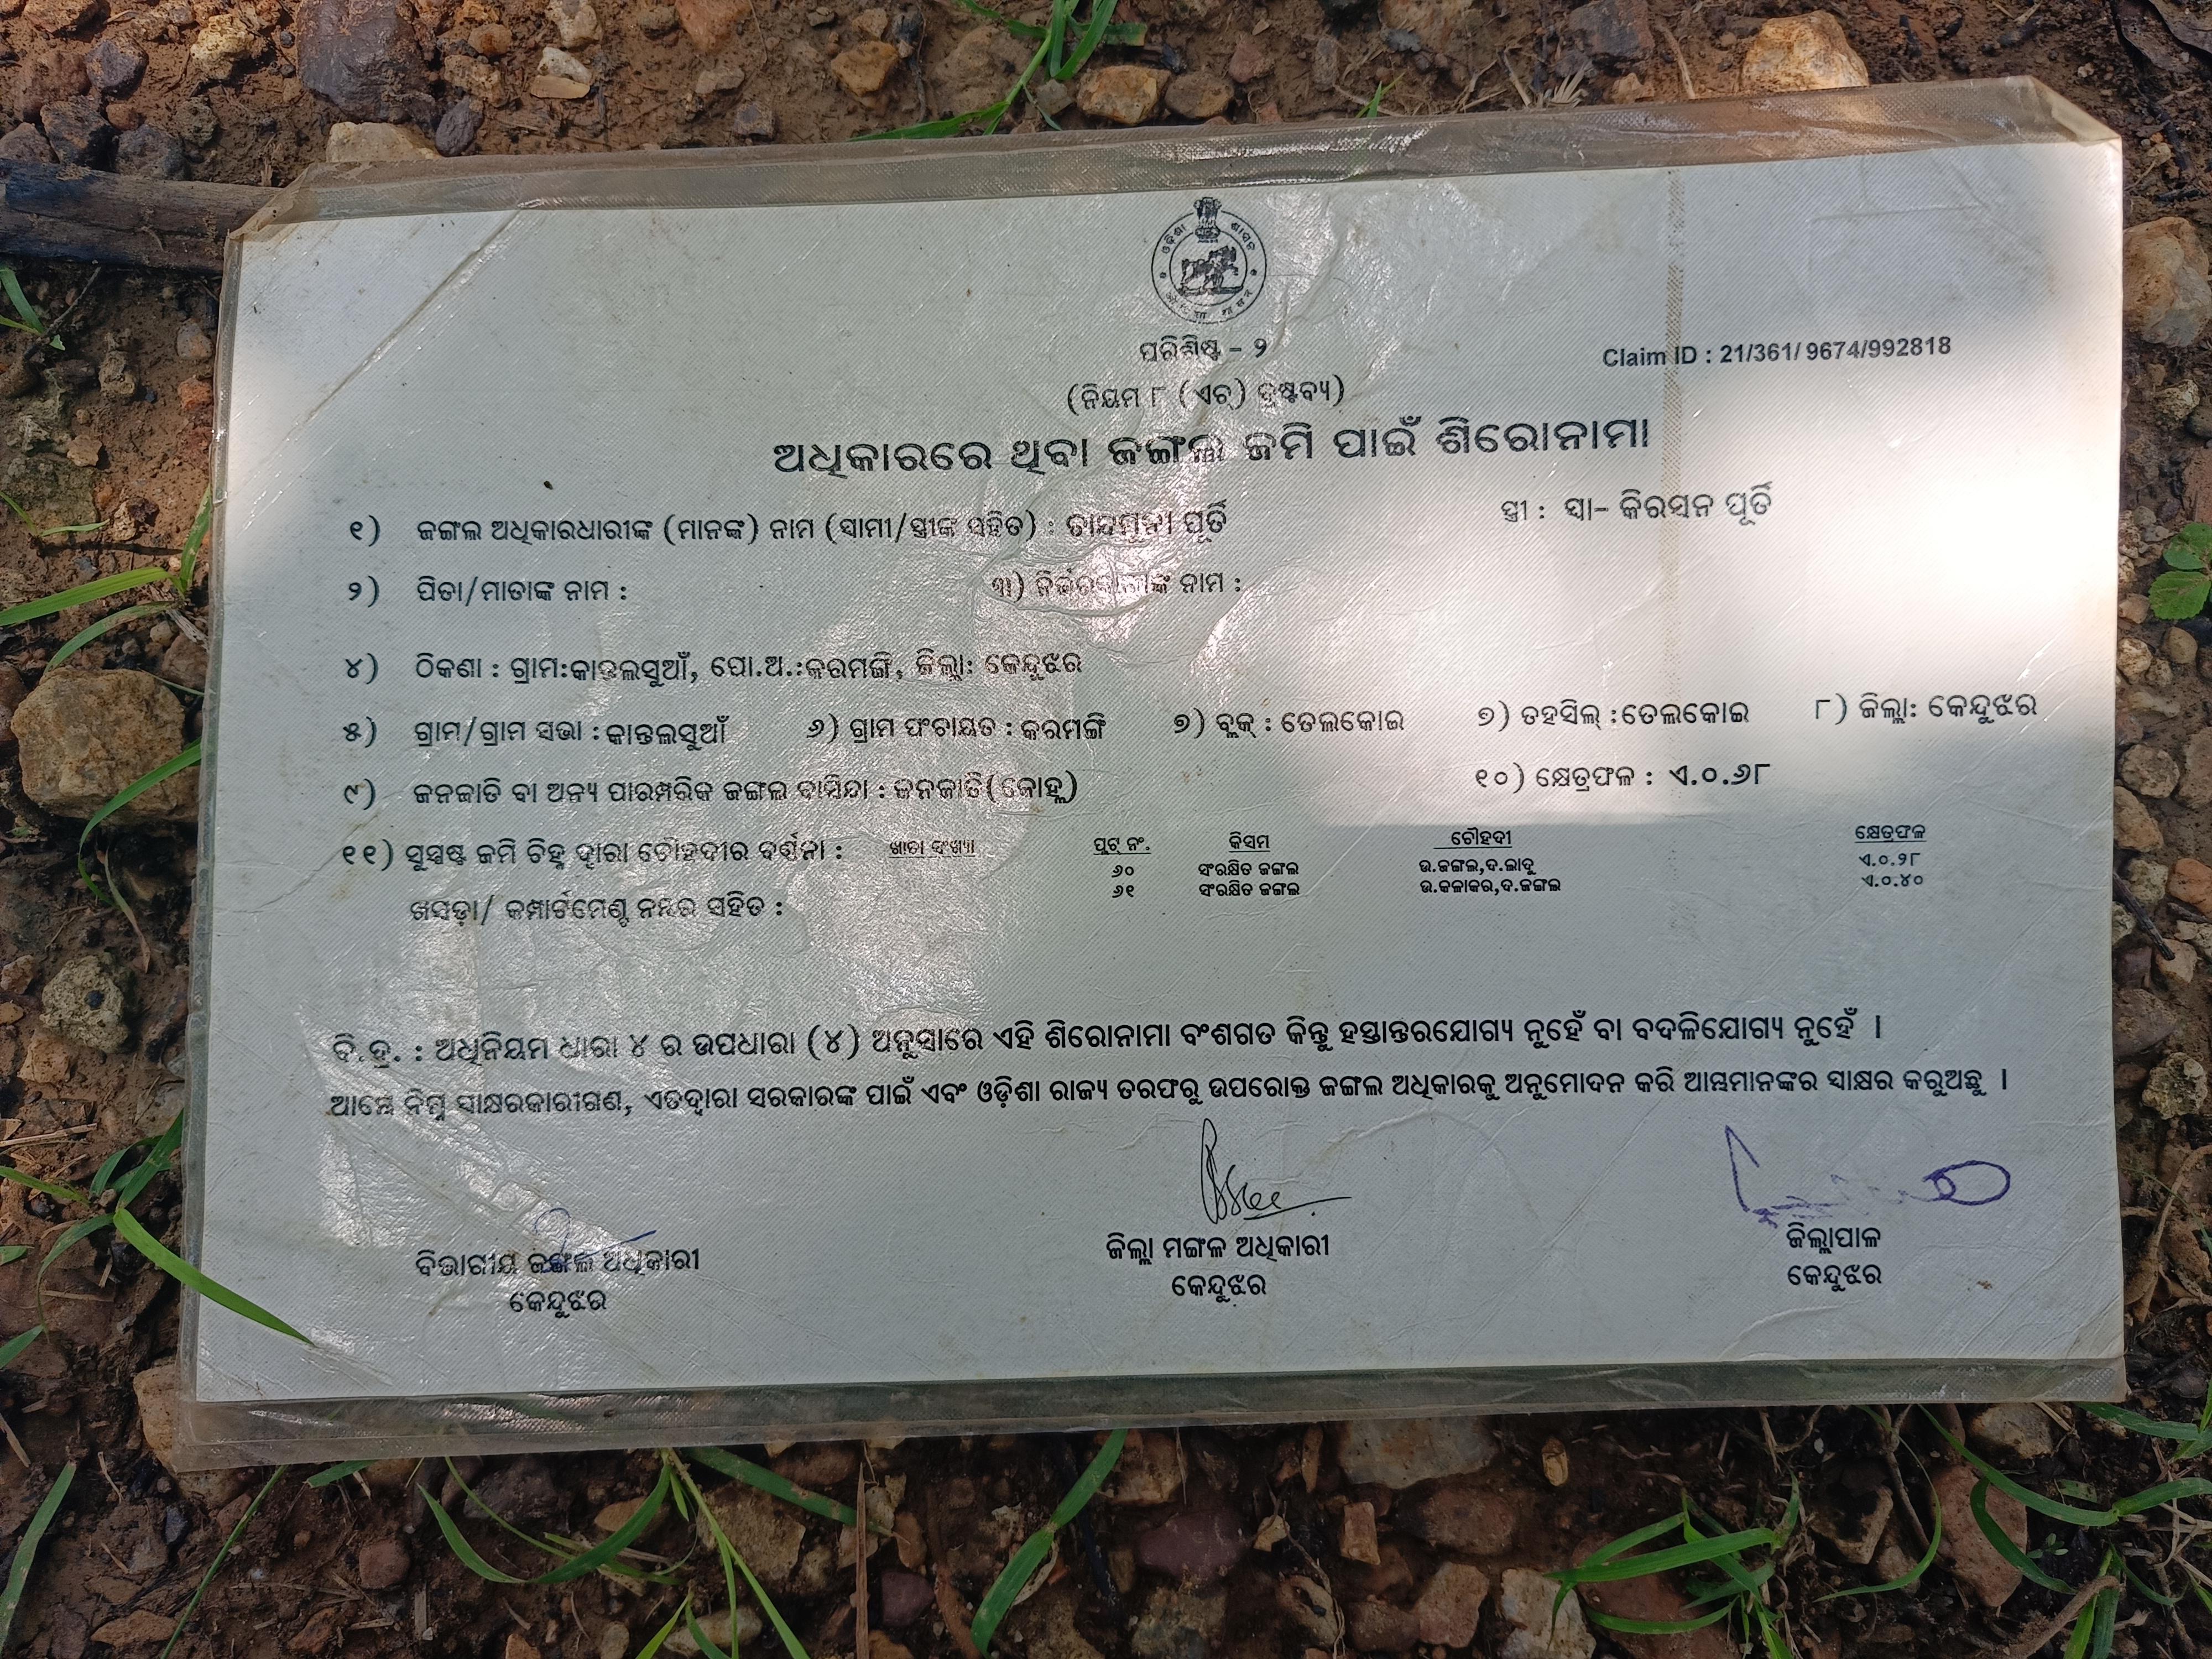 ଓଡ଼ିଶା ଶାସନ
ପରିଶିଷ୍ଟ - ୨
Claim ID : 21/361/ 9674/992818
(ନିୟମ ୮ (ଏଚ୍) ଦ୍ରଷ୍ଟବ୍ୟ)
ଅଧିକାରରେ ଥିବା ଜଙ୍ଗଲ ଜମି ପାଇଁ ଶିରୋନାମା
୧) ଜଙ୍ଗଲ ଅଧିକାରଧାରୀଙ୍କ (ମାନଙ୍କ) ନାମ (ସାମୀ/ସ୍ତ୍ରୀଙ୍କ ସହିତ) : ପୂର୍ତି ସ୍ତ୍ରୀ : ସ୍ଵା- କିରସନ ପୂର୍ତି
୨) ପିତା/ମାତାଙ୍କ ନାମ : ୩) ନାମ :
୪) ଠିକଣା : ଗ୍ରାମ:କାନ୍ତଲସୁଆଁ, ପୋ.ଅ.:କରମଙ୍ଗି, ଜିଲ୍ଲା: କେନ୍ଦୁଝର
୫) ଗ୍ରାମ/ଗ୍ରାମ ସଭା : କାନ୍ତଲସୁଆଁ ୬) ଗ୍ରାମ ପଂଚାୟତ : କରମଙ୍ଗି ୭) ବ୍ଲକ୍ : ତେଲକୋଇ ୭) ତହସିଲ୍ : ତେଲକୋଇ ୮) ଜିଲ୍ଲା: କେନ୍ଦୁଝର
୯) ଜନଜାତି ବା ଅନ୍ୟ ପାରମ୍ପରିକ ଜଙ୍ଗଲ ବାସିନ୍ଦା : ଜନଜାତି(କୋହ୍ଲ) ୧୦) କ୍ଷେତ୍ରଫଳ : ଏ.୦.୬୮
୧୧) ସୁସ୍ପଷ୍ଟ ଜମି ଚିହ୍ନ ଦ୍ୱାରା ଚୌହଦୀର ବର୍ଣ୍ଣନା : ଖାତା ସଂଖ୍ୟା ପ୍ଲଟ୍ ନଂ. କିସମ ଚୌହଦୀ କ୍ଷେତ୍ରଫଳ
୬୦ ସଂରକ୍ଷିତ ଜଙ୍ଗଲ ଉ.ଜଙ୍ଗଲ,ଦ.ଲାଦୁ ଏ.୦.୨୮
୬୧ ସଂରକ୍ଷିତ ଜଙ୍ଗଲ ଉ.କଳାକର,ଦ.ଜଙ୍ଗଲ ଏ.୦.୪୦
ଖସଡ଼ା/ କମ୍ପାର୍ଟମେଣ୍ଟ ନମ୍ବର ସହିତ :
ବି.ଦ୍ର. : ଅଧିନିୟମ ଧାରା ୪ ର ଉପଧାରା (୪) ଅନୁସାରେ ଏହି ଶିରୋନାମା ବଂଶଗତ କିନ୍ତୁ ହସ୍ତାନ୍ତରଯୋଗ୍ୟ ନୁହେଁ ବା ବଦଳିଯୋଗ୍ୟ ନୁହେଁ ।
ଆମ୍ଭେ ନିମ୍ନ ସାକ୍ଷରକାରୀଗଣ, ଏତଦ୍ୱାରା ସରକାରଙ୍କ ପାଇଁ ଏବଂ ଓଡ଼ିଶା ରାଜ୍ୟ ତରଫରୁ ଉପରୋକ୍ତ ଜଙ୍ଗଲ ଅଧିକାରକୁ ଅନୁମୋଦନ କରି ଆମ୍ଭମାନଙ୍କର ସାକ୍ଷର କରୁଅଛୁ ।
ବିଭାଗୀୟ ଜଙ୍ଗଲ ଅଧିକାରୀ
କେନ୍ଦୁଝର
ଜିଲ୍ଲା ମଙ୍ଗଳ ଅଧିକାରୀ
କେନ୍ଦୁଝର
ଜିଲ୍ଲାପାଳ
କେନ୍ଦୁଝର